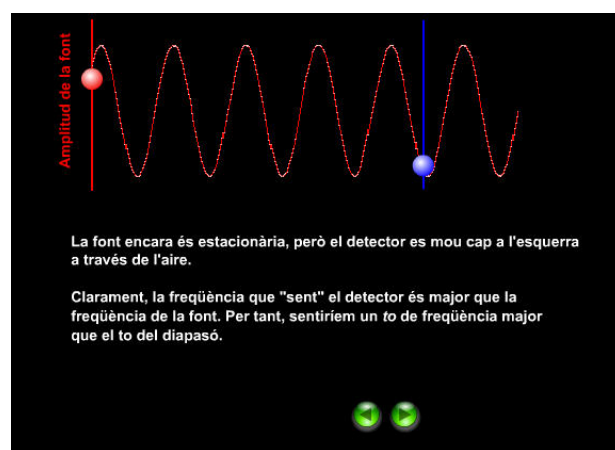 Amplitud de la font
La font encara és estacionària, però el detector es mou cap a l'esquerra
a través de l'aire.
Clarament, la freqüència que "sent" el detector és major que la
freqüència de la font. Per tant, sentiríem un to de freqüència major
que el to del diapasó.